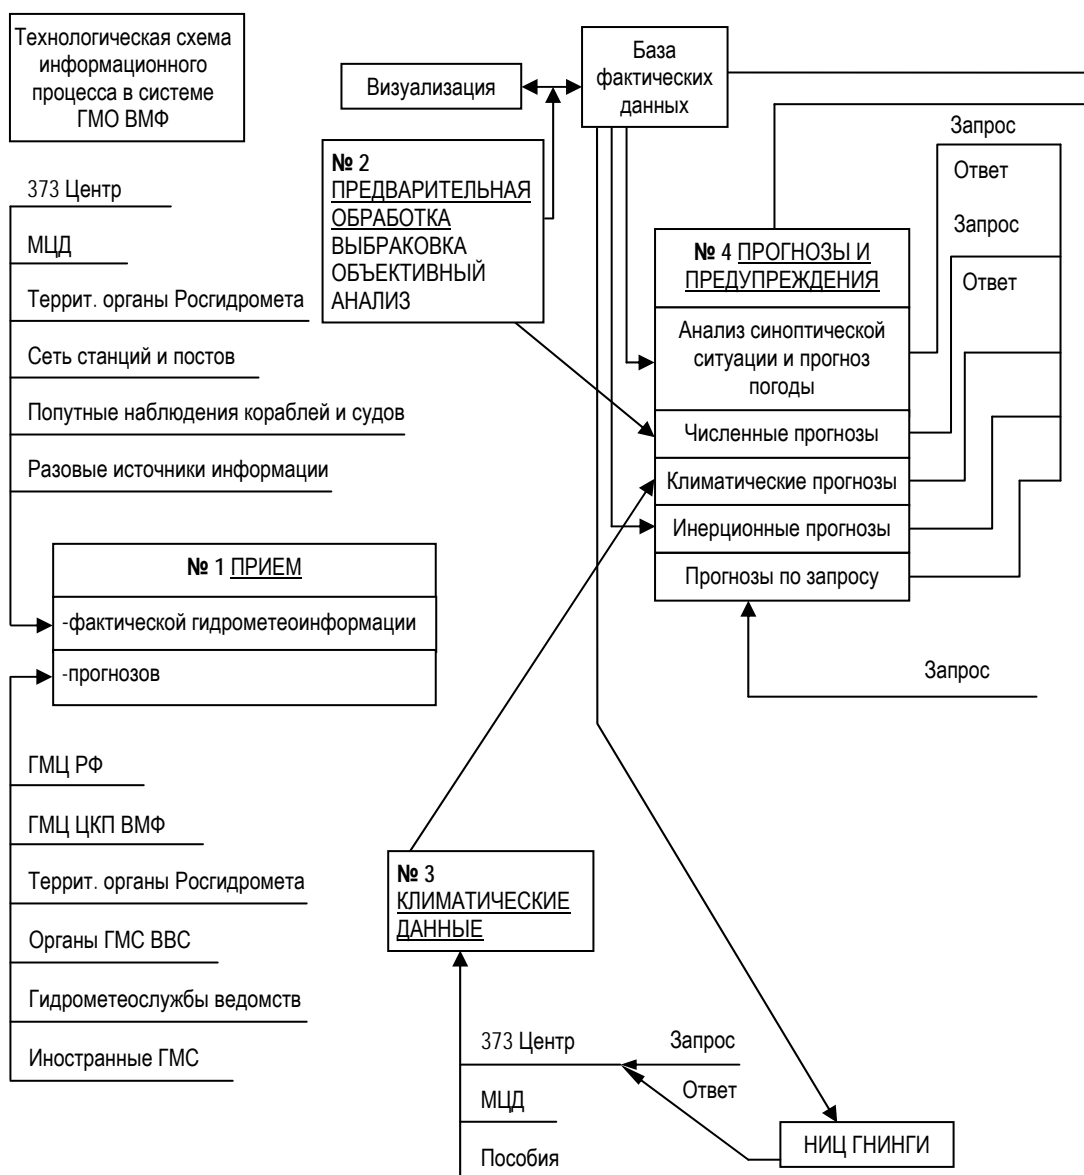 Технологическая схема
информационного
процесса в системе
ГМО ВМФ
373 Центр
МЦД
Террит. органы Росгидромета
Сеть станций и постов
Попутные наблюдения кораблей и судов
Разовые источники информации
№ 1 ПРИЕМ
-фактической гидрометеоинформации
-прогнозов
ГМЦ РФ
ГМЦ ЦКП ВМФ
Террит. органы Росгидромета
Органы ГМС ВВС
Гидрометеослужбы ведомств
Иностранные ГМС
Визуализация
База
фактических
данных
№ 2
ПРЕДВАРИТЕЛЬНАЯ
ОБРАБОТКА
ВЫБРАКОВКА
ОБЪЕКТИВНЫЙ
АНАЛИЗ
Запрос
Ответ
Запрос
Ответ
№ 4 ПРОГНОЗЫ И
ПРЕДУПРЕЖДЕНИЯ
Анализ синоптической
ситуации и прогноз
погоды
Численные прогнозы
Климатические прогнозы
Инерционные прогнозы
Прогнозы по запросу
Запрос
№ 3
КЛИМАТИЧЕСКИЕ
ДАННЫЕ
373 Центр
Запрос
МЦД
Ответ
Пособия
НИЦ ГНИНГИ